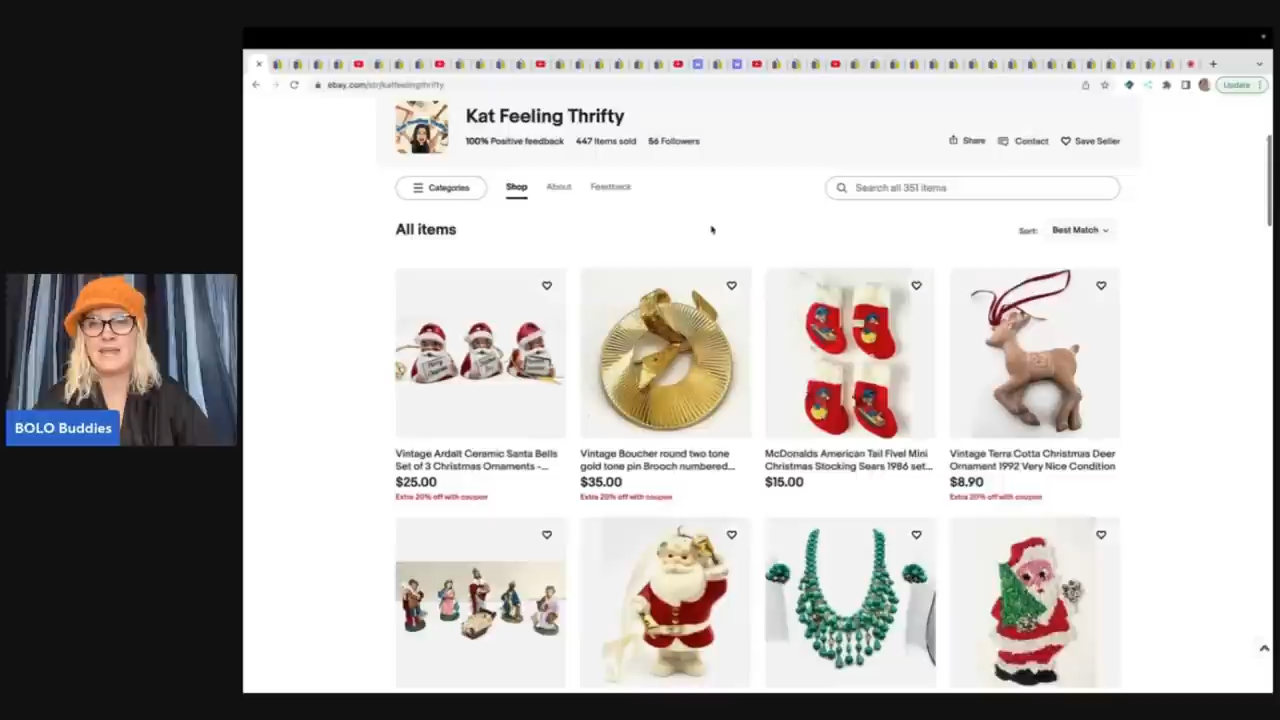 ebay.com/str/katfeelingthrifty
Update
Kat Feeling Thrifty
100% Positive feedback 447 Items sold 56 Followers
Share Contact Save Seller
Categories Shop About Feedback
Search all 351 items
All items
Sort: Best Match
Vintage Ardalt Ceramic Santa Bells
Set of 3 Christmas Ornaments -...
$25.00
Extra 20% off with coupon
Vintage Boucher round two tone
gold tone pin Brooch numbered...
$35.00
Extra 20% off with coupon
McDonalds American Tail Fivel Mini
Christmas Stocking Sears 1986 set...
$15.00
Vintage Terra Cotta Christmas Deer
Ornament 1992 Very Nice Condition
$8.90
Extra 20% off with coupon
BOLO Buddies